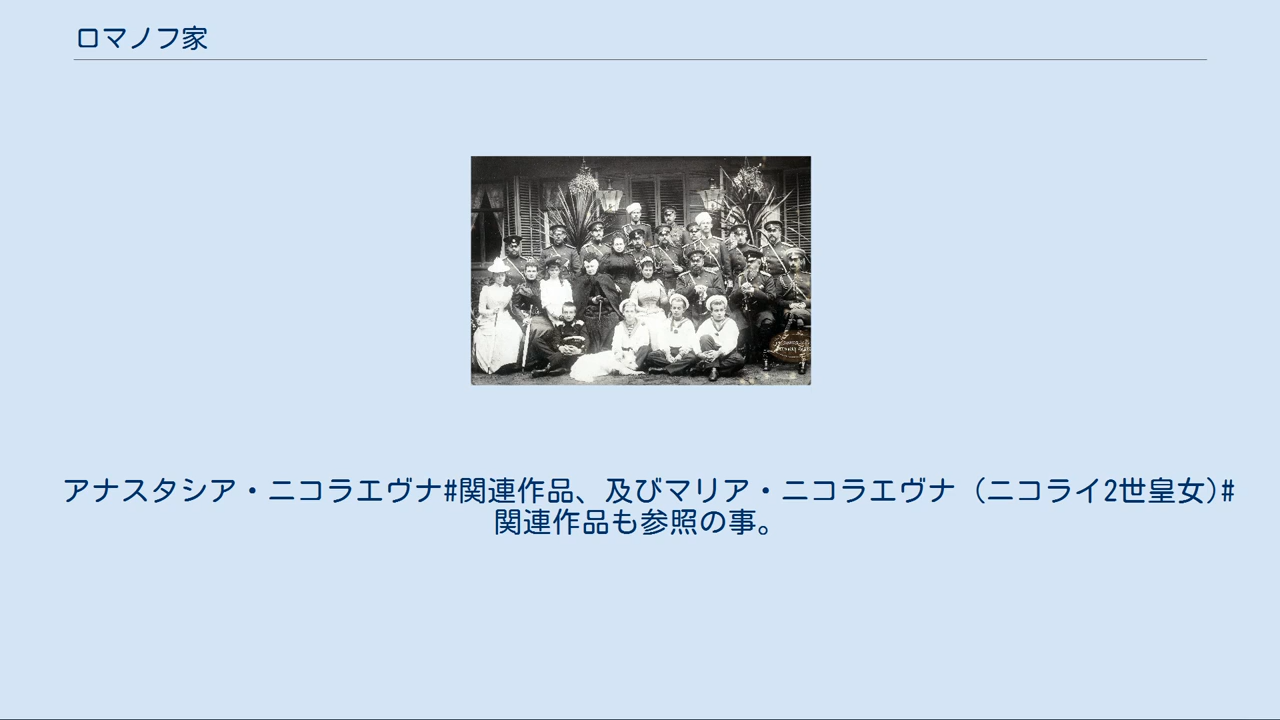 ロマノフ家
アナスタシア・ニコラエヴナ#関連作品、及びマリア・ニコラエヴナ（ニコライ2世皇女）#
関連作品も参照の事。